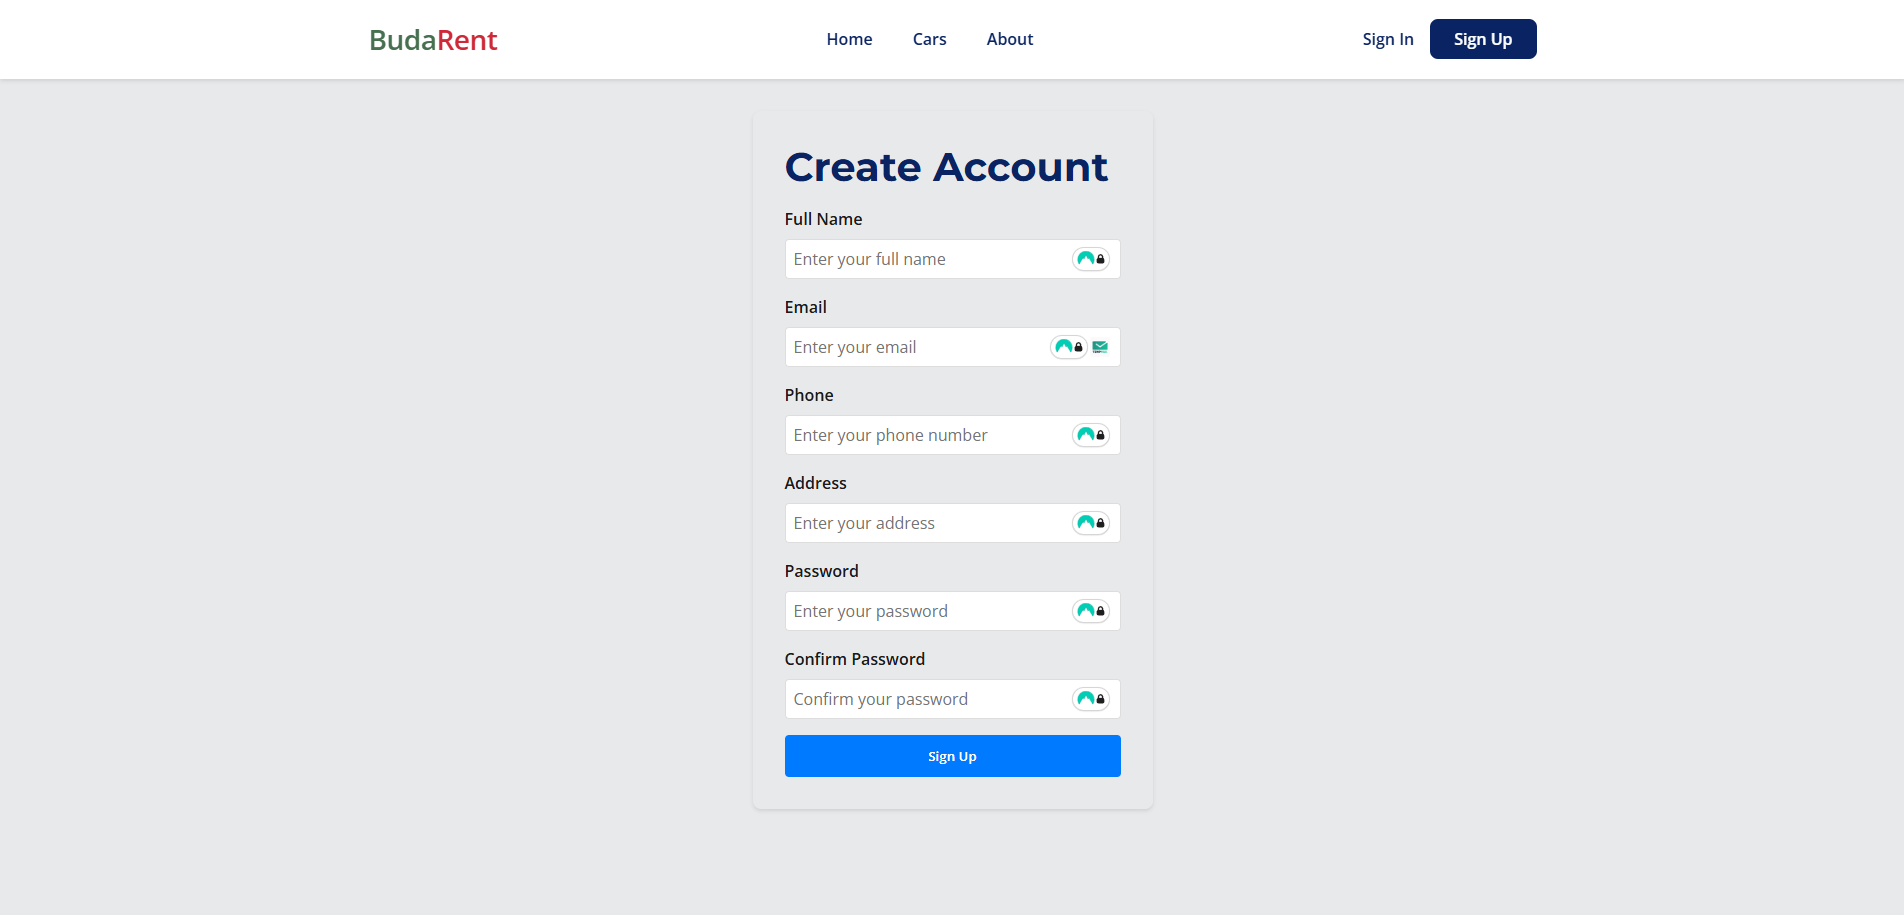 BudaRent
Home Cars About
Sign In Sign Up
Create Account
Full Name
Enter your full name
Email
Enter your email
Phone
Enter your phone number
Address
Enter your address
Password
Enter your password
Confirm Password
Confirm your password
Sign Up